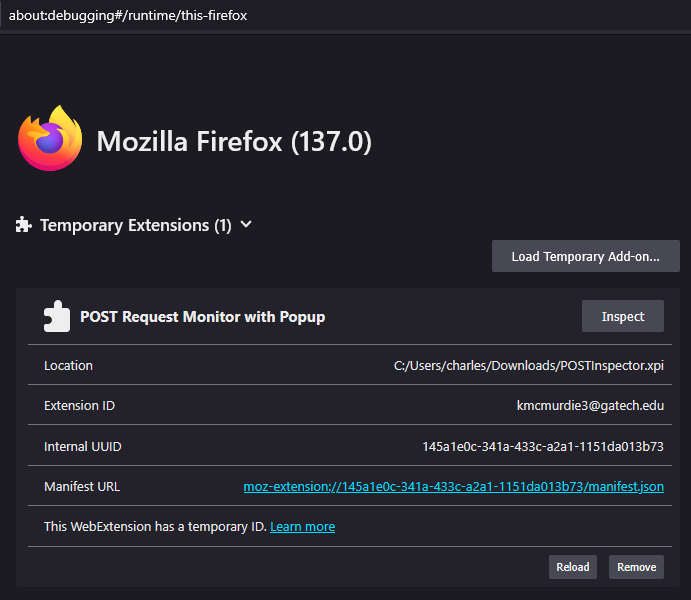 about:debugging#/runtime/this-firefox
Mozilla Firefox (137.0)
Temporary Extensions (1)
Load Temporary Add-on...
POST Request Monitor with Popup
Inspect
Location
C:/Users/charles/Downloads/POSTInspector.xpi
Extension ID
kmcmurdie3@gatech.edu
Internal UUID
145a1e0c-341a-433c-a2a1-1151da013b73
Manifest URL
moz-extension://145a1e0c-341a-433c-a2a1-1151da013b73/manifest.json
This WebExtension has a temporary ID. Learn more
Reload
Remove